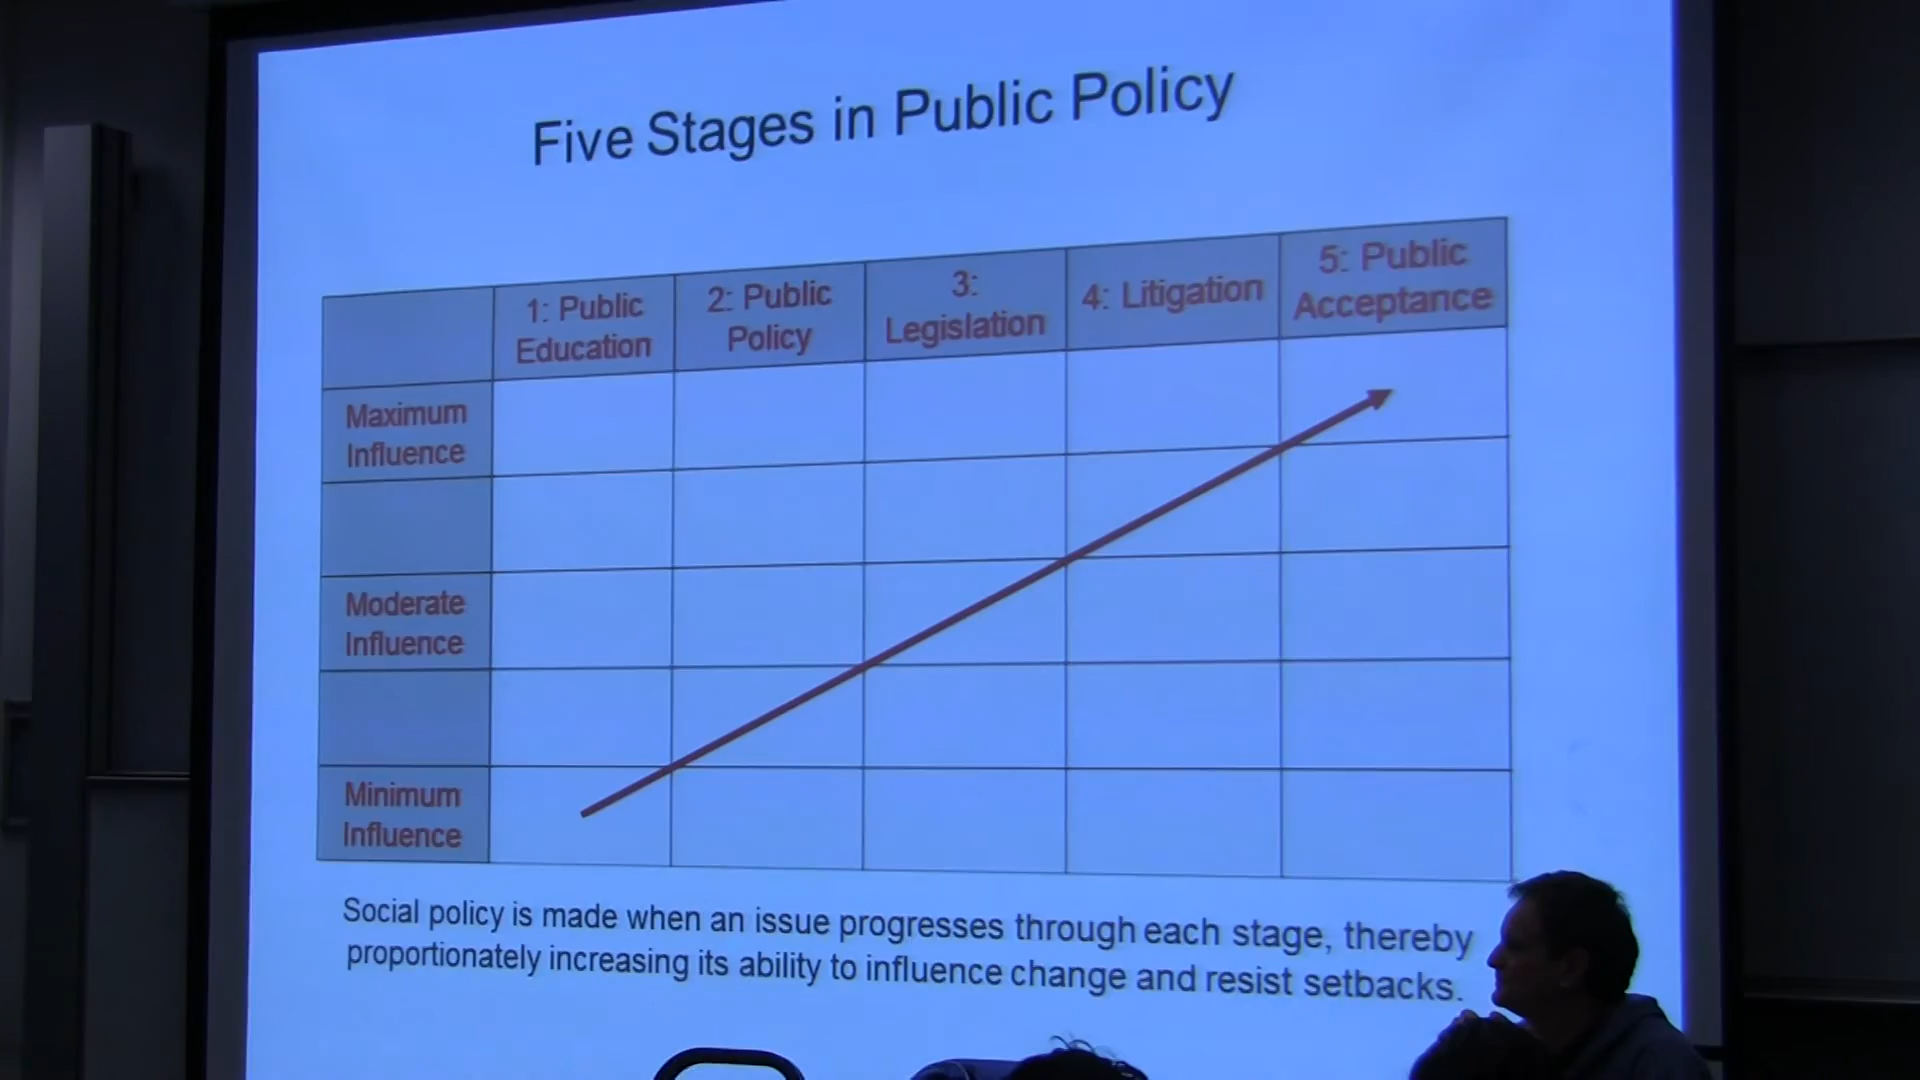 Five Stages in Public Policy
1: Public
Education
2: Public
Policy
3:
Legislation
4: Litigation
5: Public
Acceptance
Maximum
Influence
Moderate
Influence
Minimum
Influence
Social policy is made when an issue progresses through each stage, thereby
proportionately increasing its ability to influence change and resist setbacks.